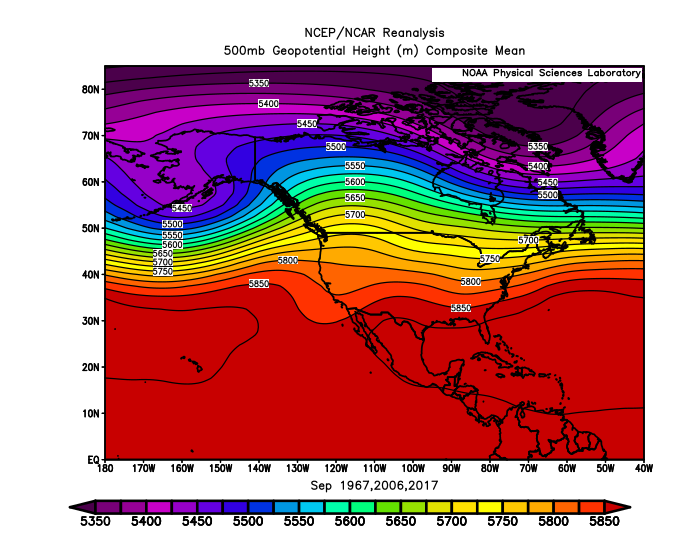 NCEP/NCAR Reanalysis
500mb Geopotential Height (m) Composite Mean
NOAA Physical Sciences Laboratory
80N
5350
5400
5450
70N
5500
5350
5550
5400
60N
5600
5450
5650
5500
5450
5700
50N
5500
5550
5700
5600
5650
5750
5700
5800
5750
40N
5850
5800
5850
30N
20N
10N
EQ
180 170W 160W 150W 140W 130W 120W 110W 100W 90W 80W 70W 60W 50W 40W
Sep 1967,2006,2017
5350 5400 5450 5500 5550 5600 5650 5700 5750 5800 5850